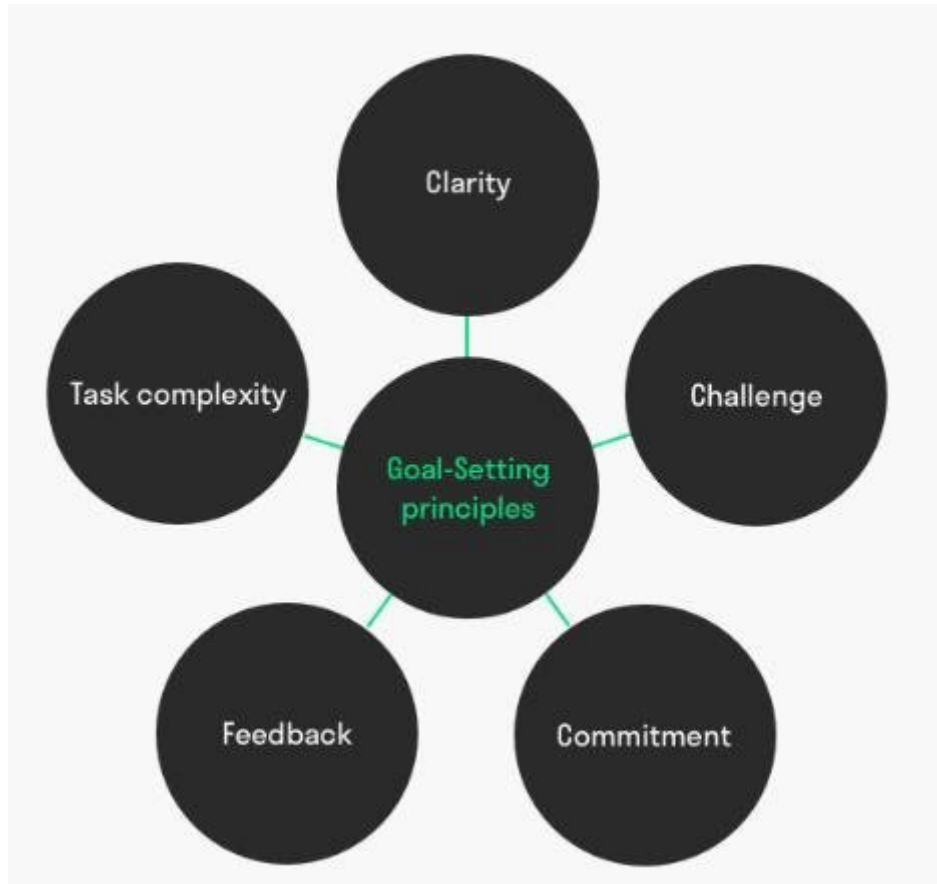 Clarity
Task complexity
Challenge
Goal-Setting
principles
Feedback
Commitment